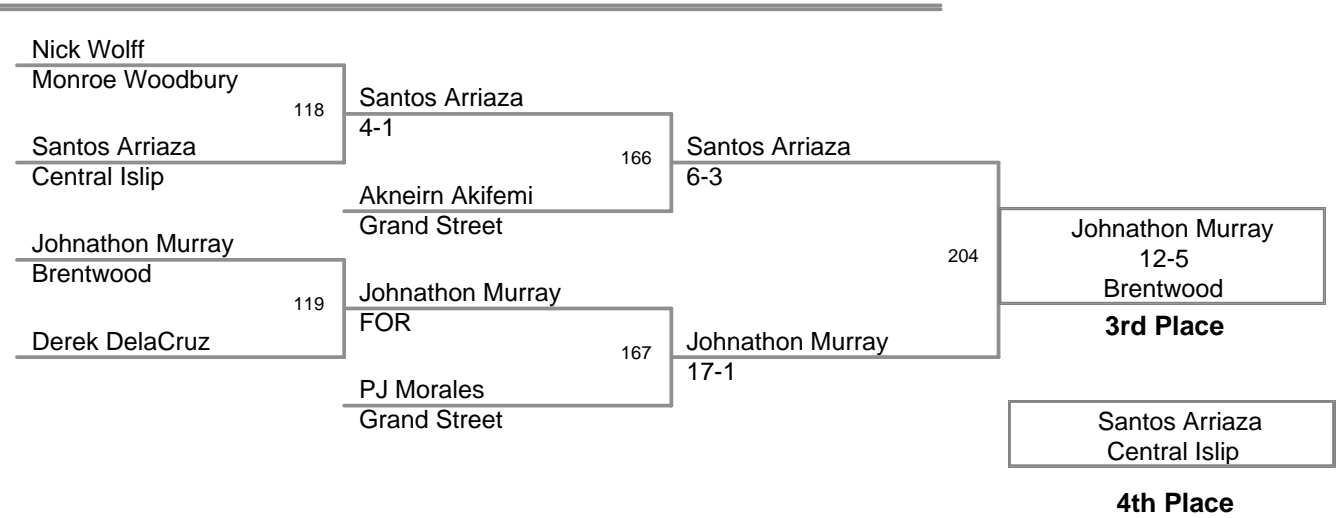 Nick Wolff
Monroe Woodbury
118
Santos Arriaza
4-1
Santos Arriaza
Central Islip
166
Santos Arriaza
6-3
Akneirn Akifemi
Grand Street
Johnathon Murray
Brentwood
204
Johnathon Murray
12-5
Brentwood
3rd Place
119
Johnathon Murray
FOR
Derek DelaCruz
167
Johnathon Murray
17-1
PJ Morales
Grand Street
Santos Arriaza
Central Islip
4th Place